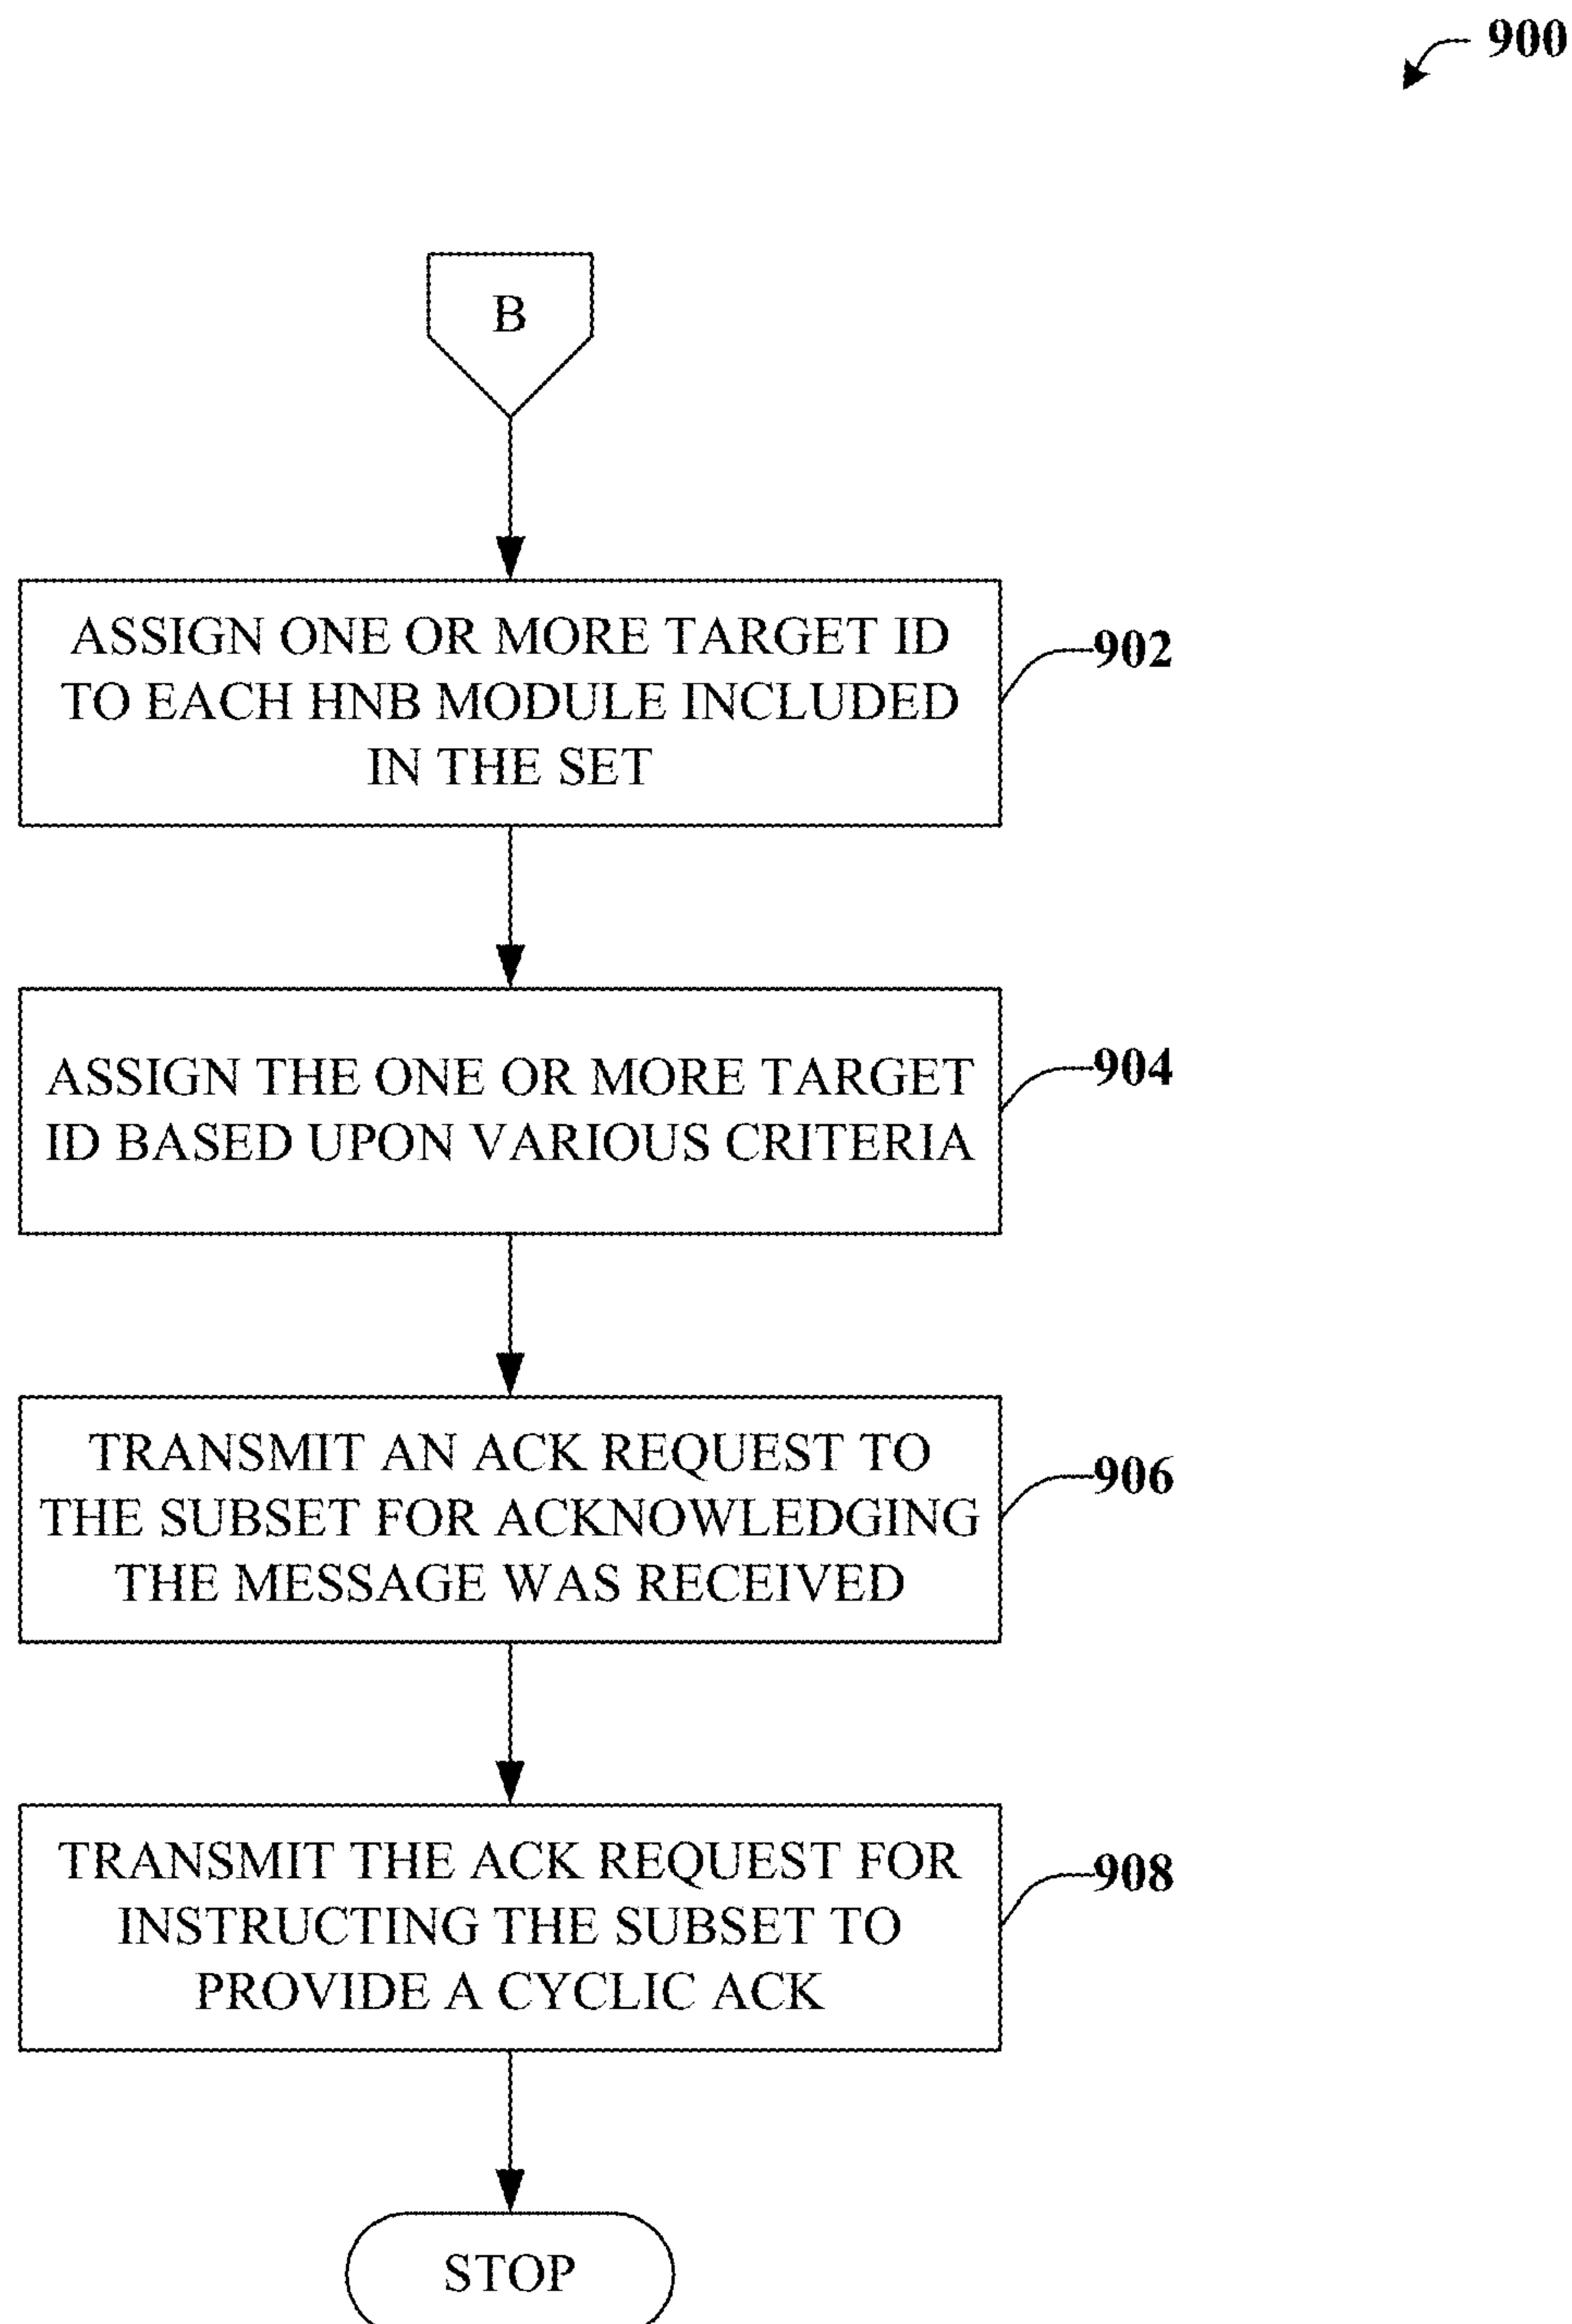 900
B
ASSIGN ONE OR MORE TARGET ID
TO EACH HNB MODULE INCLUDED
IN THE SET
902
ASSIGN THE ONE OR MORE TARGET
ID BASED UPON VARIOUS CRITERIA
904
TRANSMIT AN ACK REQUEST TO
THE SUBSET FOR ACKNOWLEDGING
THE MESSAGE WAS RECEIVED
906
TRANSMIT THE ACK REQUEST FOR
INSTRUCTING THE SUBSET TO
PROVIDE A CYCLIC ACK
908
STOP